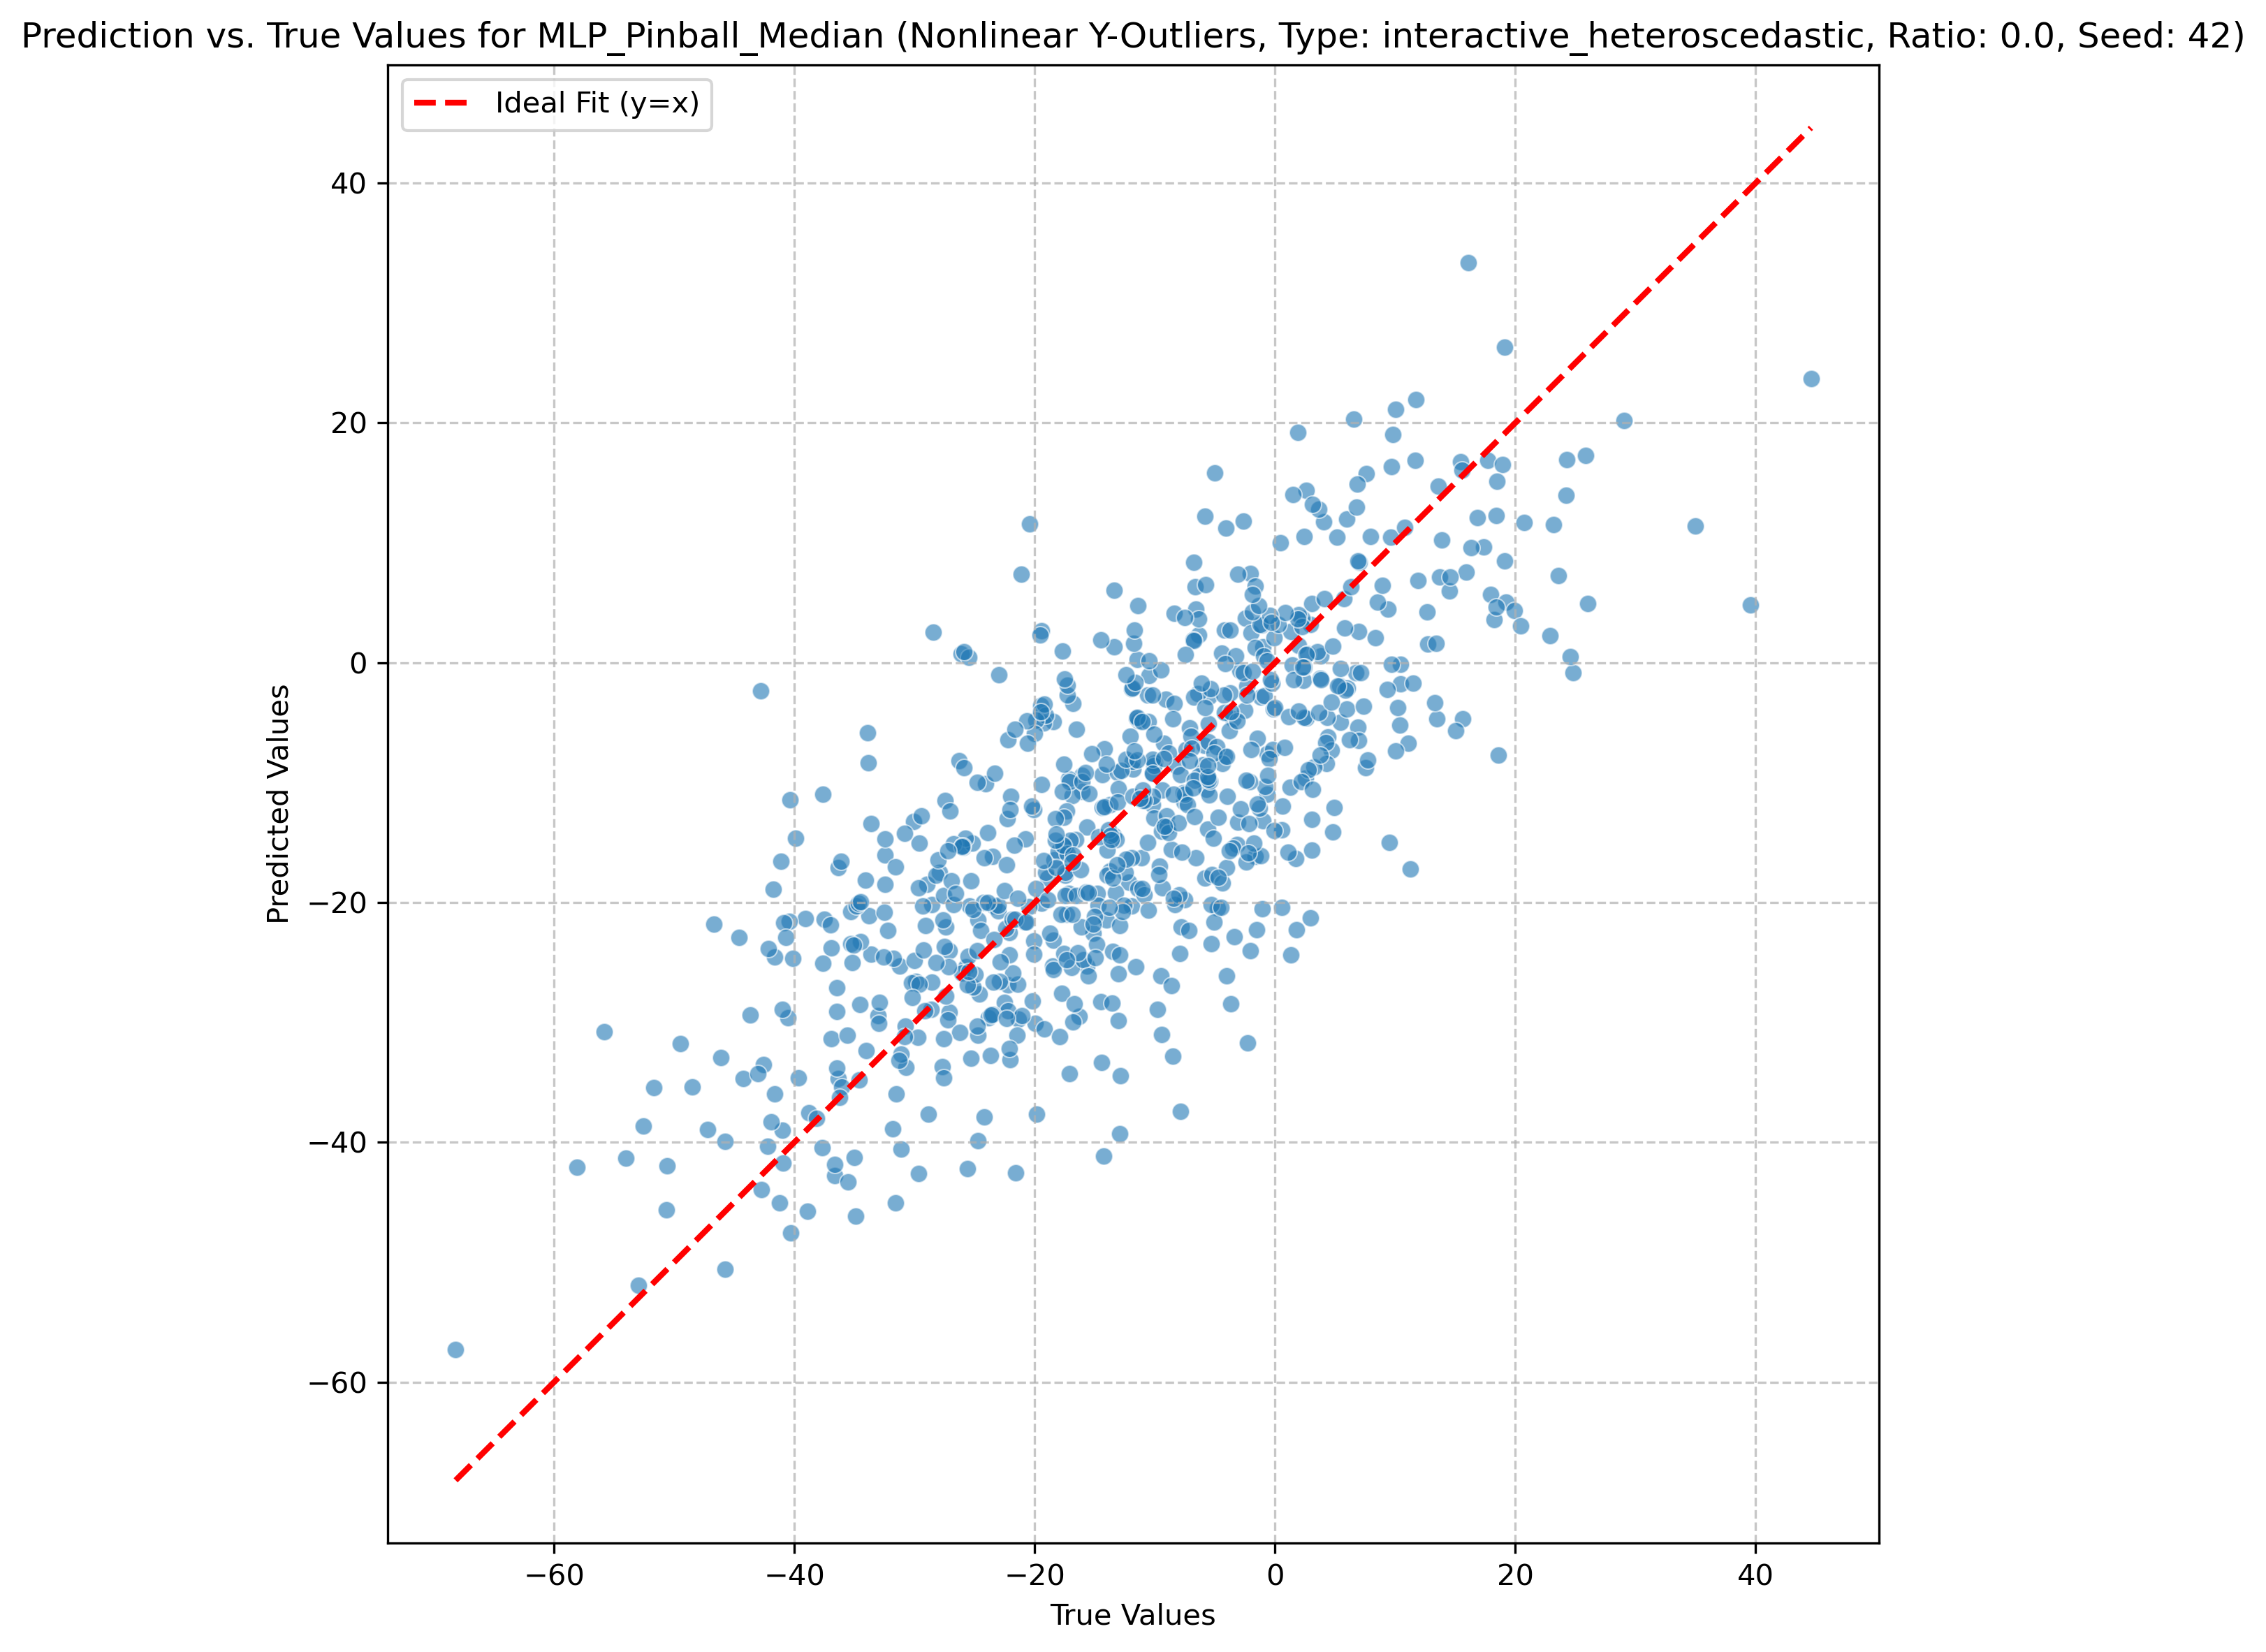 Prediction vs. True Values for MLP_Pinball_Median (Nonlinear Y-Outliers, Type: interactive_heteroscedastic, Ratio: 0.0, Seed: 42)
Ideal Fit (y=x)
40
20
0
−20
−40
−60
Predicted Values
−60 −40 −20 0 20 40
True Values